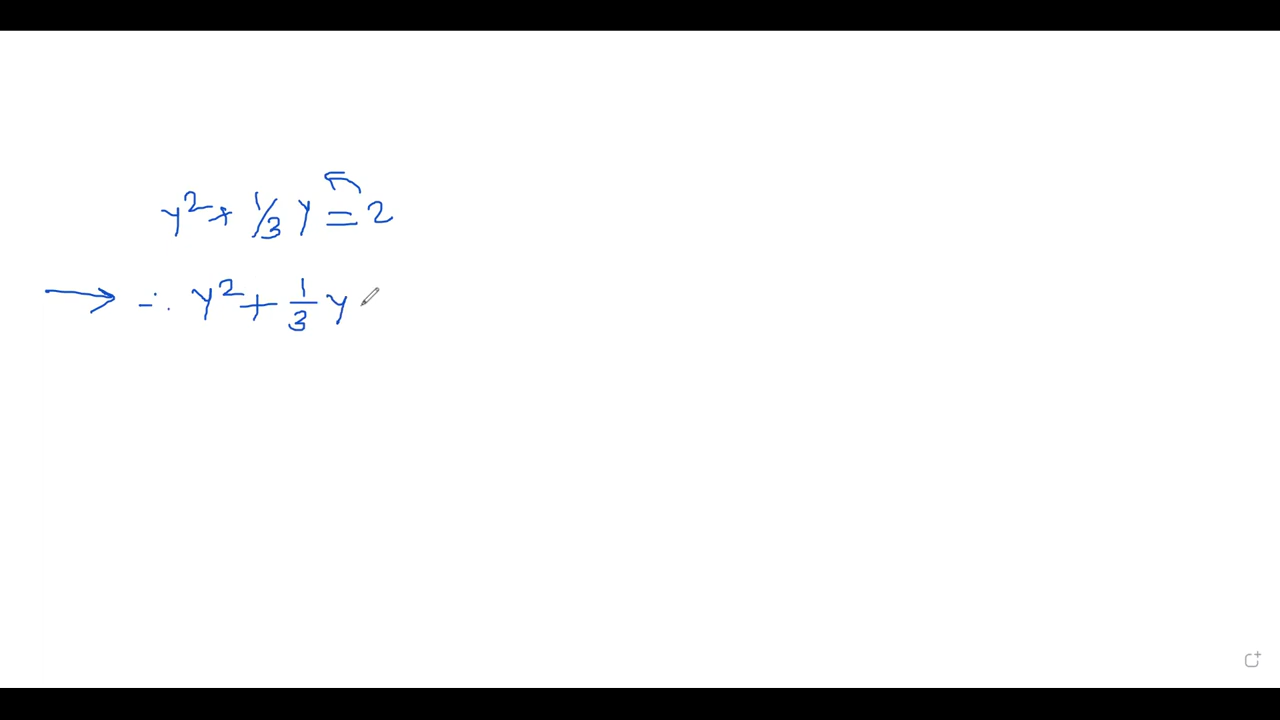 y² + 1/3 y = 2
→ ∴ y² + 1/3 y